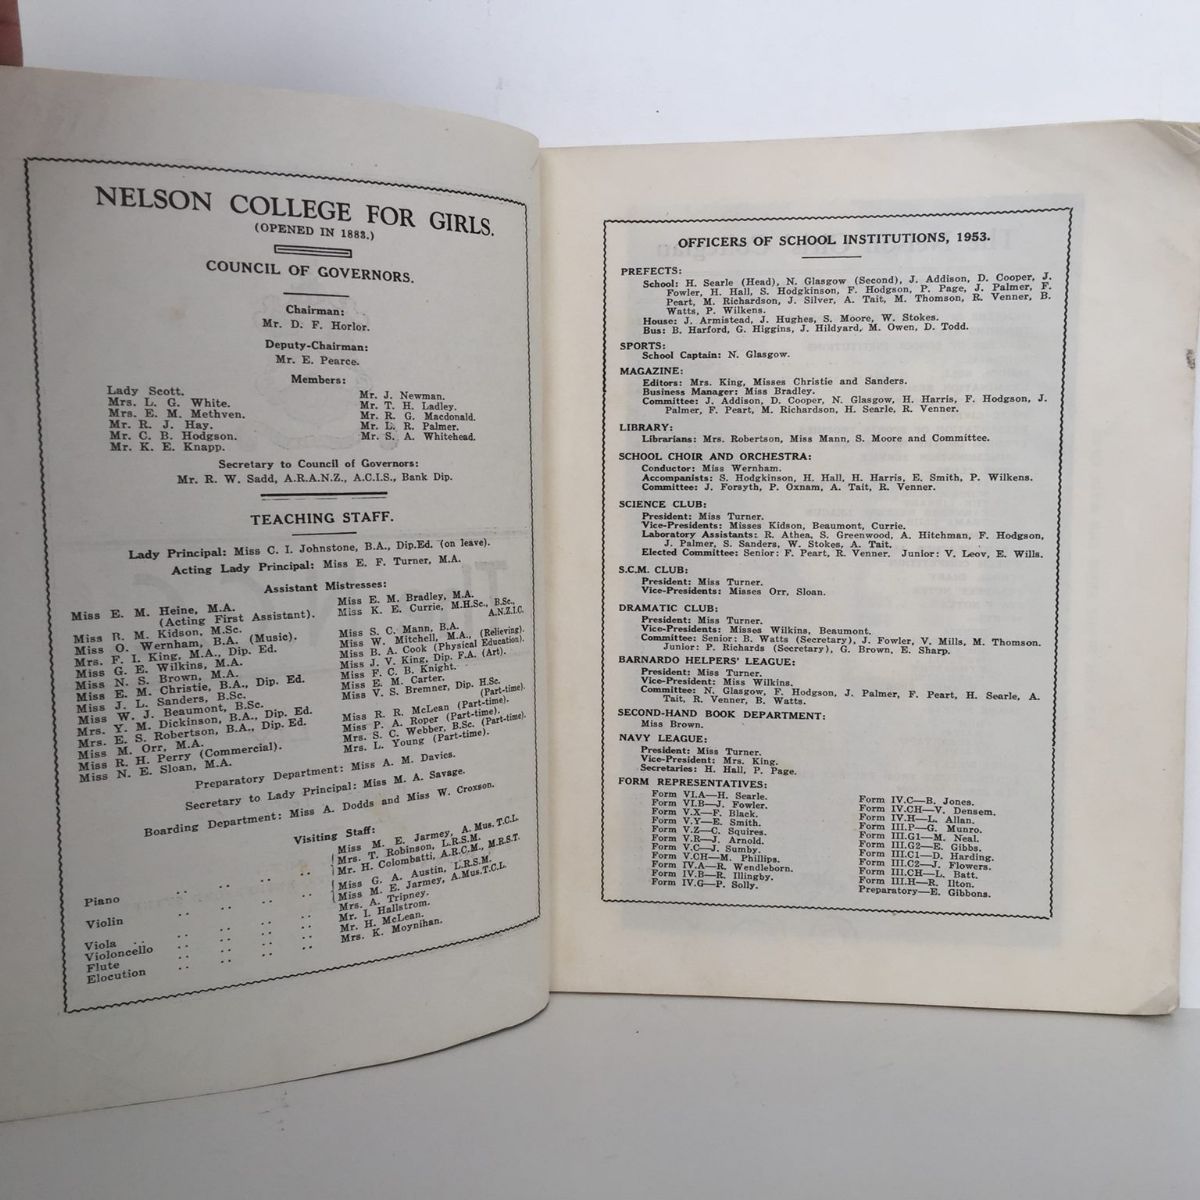 NELSON COLLEGE FOR GIRLS.
(OPENED IN 1883.)
COUNCIL OF GOVERNORS.
Chairman:
Mr. D. F. Horlor.
Deputy-Chairman:
Mr. E. Pearce.
Members:
Lady Scott.
Mrs. L. G. White.
Mrs. E. M. Methven.
Mr. R. J. Hay.
Mr. C. B. Hodgson.
Mr. K. E. Knapp.
Mr. J. Newman.
Mr. T. H. Ladley.
Mr. R. G. Macdonald.
Mr. L. R. Palmer.
Mr. S. A. Whitehead.
Secretary to Council of Governors:
Mr. R. W. Sadd, A.R.A.N.Z., A.C.I.S., Bank Dip.
TEACHING STAFF.
Lady Principal: Miss C. I. Johnstone, B.A., Dip.Ed. (on leave).
Acting Lady Principal: Miss E. F. Turner, M.A.
Assistant Mistresses:
Miss E. M. Heine, M.A.
(Acting First Assistant).
Miss R. M. Kidson, M.Sc.
Miss O. Wernham, B.A. (Music).
Mrs. F. I. King, M.A., Dip. Ed.
Miss G. E. Wilkins, M.A.
Miss N. S. Brown, M.A.
Miss E. M. Christie, B.A., Dip. Ed.
Miss J. L. Sanders, B.Sc.
Miss W. J. Beaumont, B.Sc.
Mrs. Y. M. Dickinson, B.A., Dip. Ed.
Mrs. E. S. Robertson, B.A., Dip. Ed.
Miss M. Orr, M.A.
Miss R. H. Perry (Commercial).
Miss N. E. Sloan, M.A.
Miss E. M. Bradley, M.A.
Miss K. E. Currie, M.H.Sc., B.Sc.,
A.N.Z.I.C.
Miss S. C. Mann, B.A.
Miss W. Mitchell, M.A., (Relieving).
Miss B. A. Cook (Physical Education).
Miss J. V. King, Dip. F.A. (Art).
Miss F. C. B. Knight.
Miss E. M. Carter.
Miss V. S. Bremner, Dip. H.Sc.
(Part-time).
Miss R. R. McLean (Part-time).
Miss P. A. Roper (Part-time).
Mrs. S. C. Webber, B.Sc. (Part-time).
Mrs. L. Young (Part-time).
Preparatory Department: Miss A. M. Davies.
Secretary to Lady Principal: Miss M. A. Savage.
Boarding Department: Miss A. Dodds and Miss W. Croxson.
Visiting Staff:
Piano .. .. .. .. Miss M. E. Jarmey, A.Mus.T.C.L.
Mrs. T. Robinson, L.R.S.M.
Mr. H. Colombatti, A.R.C.M., M.R.S.T.
Violin .. .. .. .. Miss G. A. Austin, L.R.S.M.
Miss M. E. Jarmey, A.Mus.T.C.L.
Viola .. .. .. .. Mrs. A. Tripney.
Violoncello .. .. .. .. Mr. I. Hallstrom.
Flute .. .. .. .. Mr. H. McLean.
Elocution .. .. .. .. Mrs. K. Moynihan.
OFFICERS OF SCHOOL INSTITUTIONS, 1953.
PREFECTS:
School: H. Searle (Head), N. Glasgow (Second), J. Addison, D. Cooper, J.
Fowler, H. Hall, S. Hodgkinson, F. Hodgson, P. Page, J. Palmer, F.
Peart, M. Richardson, J. Silver, A. Tait, M. Thomson, R. Venner, B.
Watts, P. Wilkens.
House: J. Armistead, J. Hughes, S. Moore, W. Stokes.
Bus: B. Harford, G. Higgins, J. Hildyard, M. Owen, D. Todd.
SPORTS:
School Captain: N. Glasgow.
MAGAZINE:
Editors: Mrs. King, Misses Christie and Sanders.
Business Manager: Miss Bradley.
Committee: J. Addison, D. Cooper, N. Glasgow, H. Harris, F. Hodgson, J.
Palmer, F. Peart, M. Richardson, H. Searle, R. Venner.
LIBRARY:
Librarians: Mrs. Robertson, Miss Mann, S. Moore and Committee.
SCHOOL CHOIR AND ORCHESTRA:
Conductor: Miss Wernham.
Accompanists: S. Hodgkinson, H. Hall, H. Harris, E. Smith, P. Wilkens.
Committee: J. Forsyth, P. Oxnam, A. Tait, R. Venner.
SCIENCE CLUB:
President: Miss Turner.
Vice-Presidents: Misses Kidson, Beaumont, Currie.
Laboratory Assistants: R. Athea, S. Greenwood, A. Hitchman, F. Hodgson,
J. Palmer, S. Sanders, W. Stokes, A. Tait.
Elected Committee: Senior: F. Peart, R. Venner. Junior: V. Leov, E. Wills.
S.C.M. CLUB:
President: Miss Turner.
Vice-Presidents: Misses Orr, Sloan.
DRAMATIC CLUB:
President: Miss Turner.
Vice-Presidents: Misses Wilkins, Beaumont.
Committee: Senior: B. Watts (Secretary), J. Fowler, V. Mills, M. Thomson.
Junior: P. Richards (Secretary), G. Brown, E. Sharp.
BARNARDO HELPERS' LEAGUE:
President: Miss Turner.
Vice-President: Miss Wilkins.
Committee: N. Glasgow, F. Hodgson, J. Palmer, F. Peart, H. Searle, A.
Tait, R. Venner, B. Watts.
SECOND-HAND BOOK DEPARTMENT:
Miss Brown.
NAVY LEAGUE:
President: Miss Turner.
Vice-President: Mrs. King.
Secretaries: H. Hall, P. Page.
FORM REPRESENTATIVES:
Form VI.A—H. Searle.
Form VI.B—J. Fowler.
Form V.X—F. Black.
Form V.Y—E. Smith.
Form V.Z—C. Squires.
Form V.R—J. Arnold.
Form V.C—J. Sumby.
Form V.CH—M. Phillips.
Form IV.A—R. Wendleborn.
Form IV.B—R. Illingby.
Form IV.G—P. Solly.
Form IV.C—B. Jones.
Form IV.CH—V. Densem.
Form IV.H—L. Allan.
Form III.P—G. Munro.
Form III.G1—M. Neal.
Form III.G2—E. Gibbs.
Form III.C1—D. Harding.
Form III.C2—J. Flowers.
Form III.CH—L. Batt.
Form III.H—R. Ilton.
Preparatory—E. Gibbons.